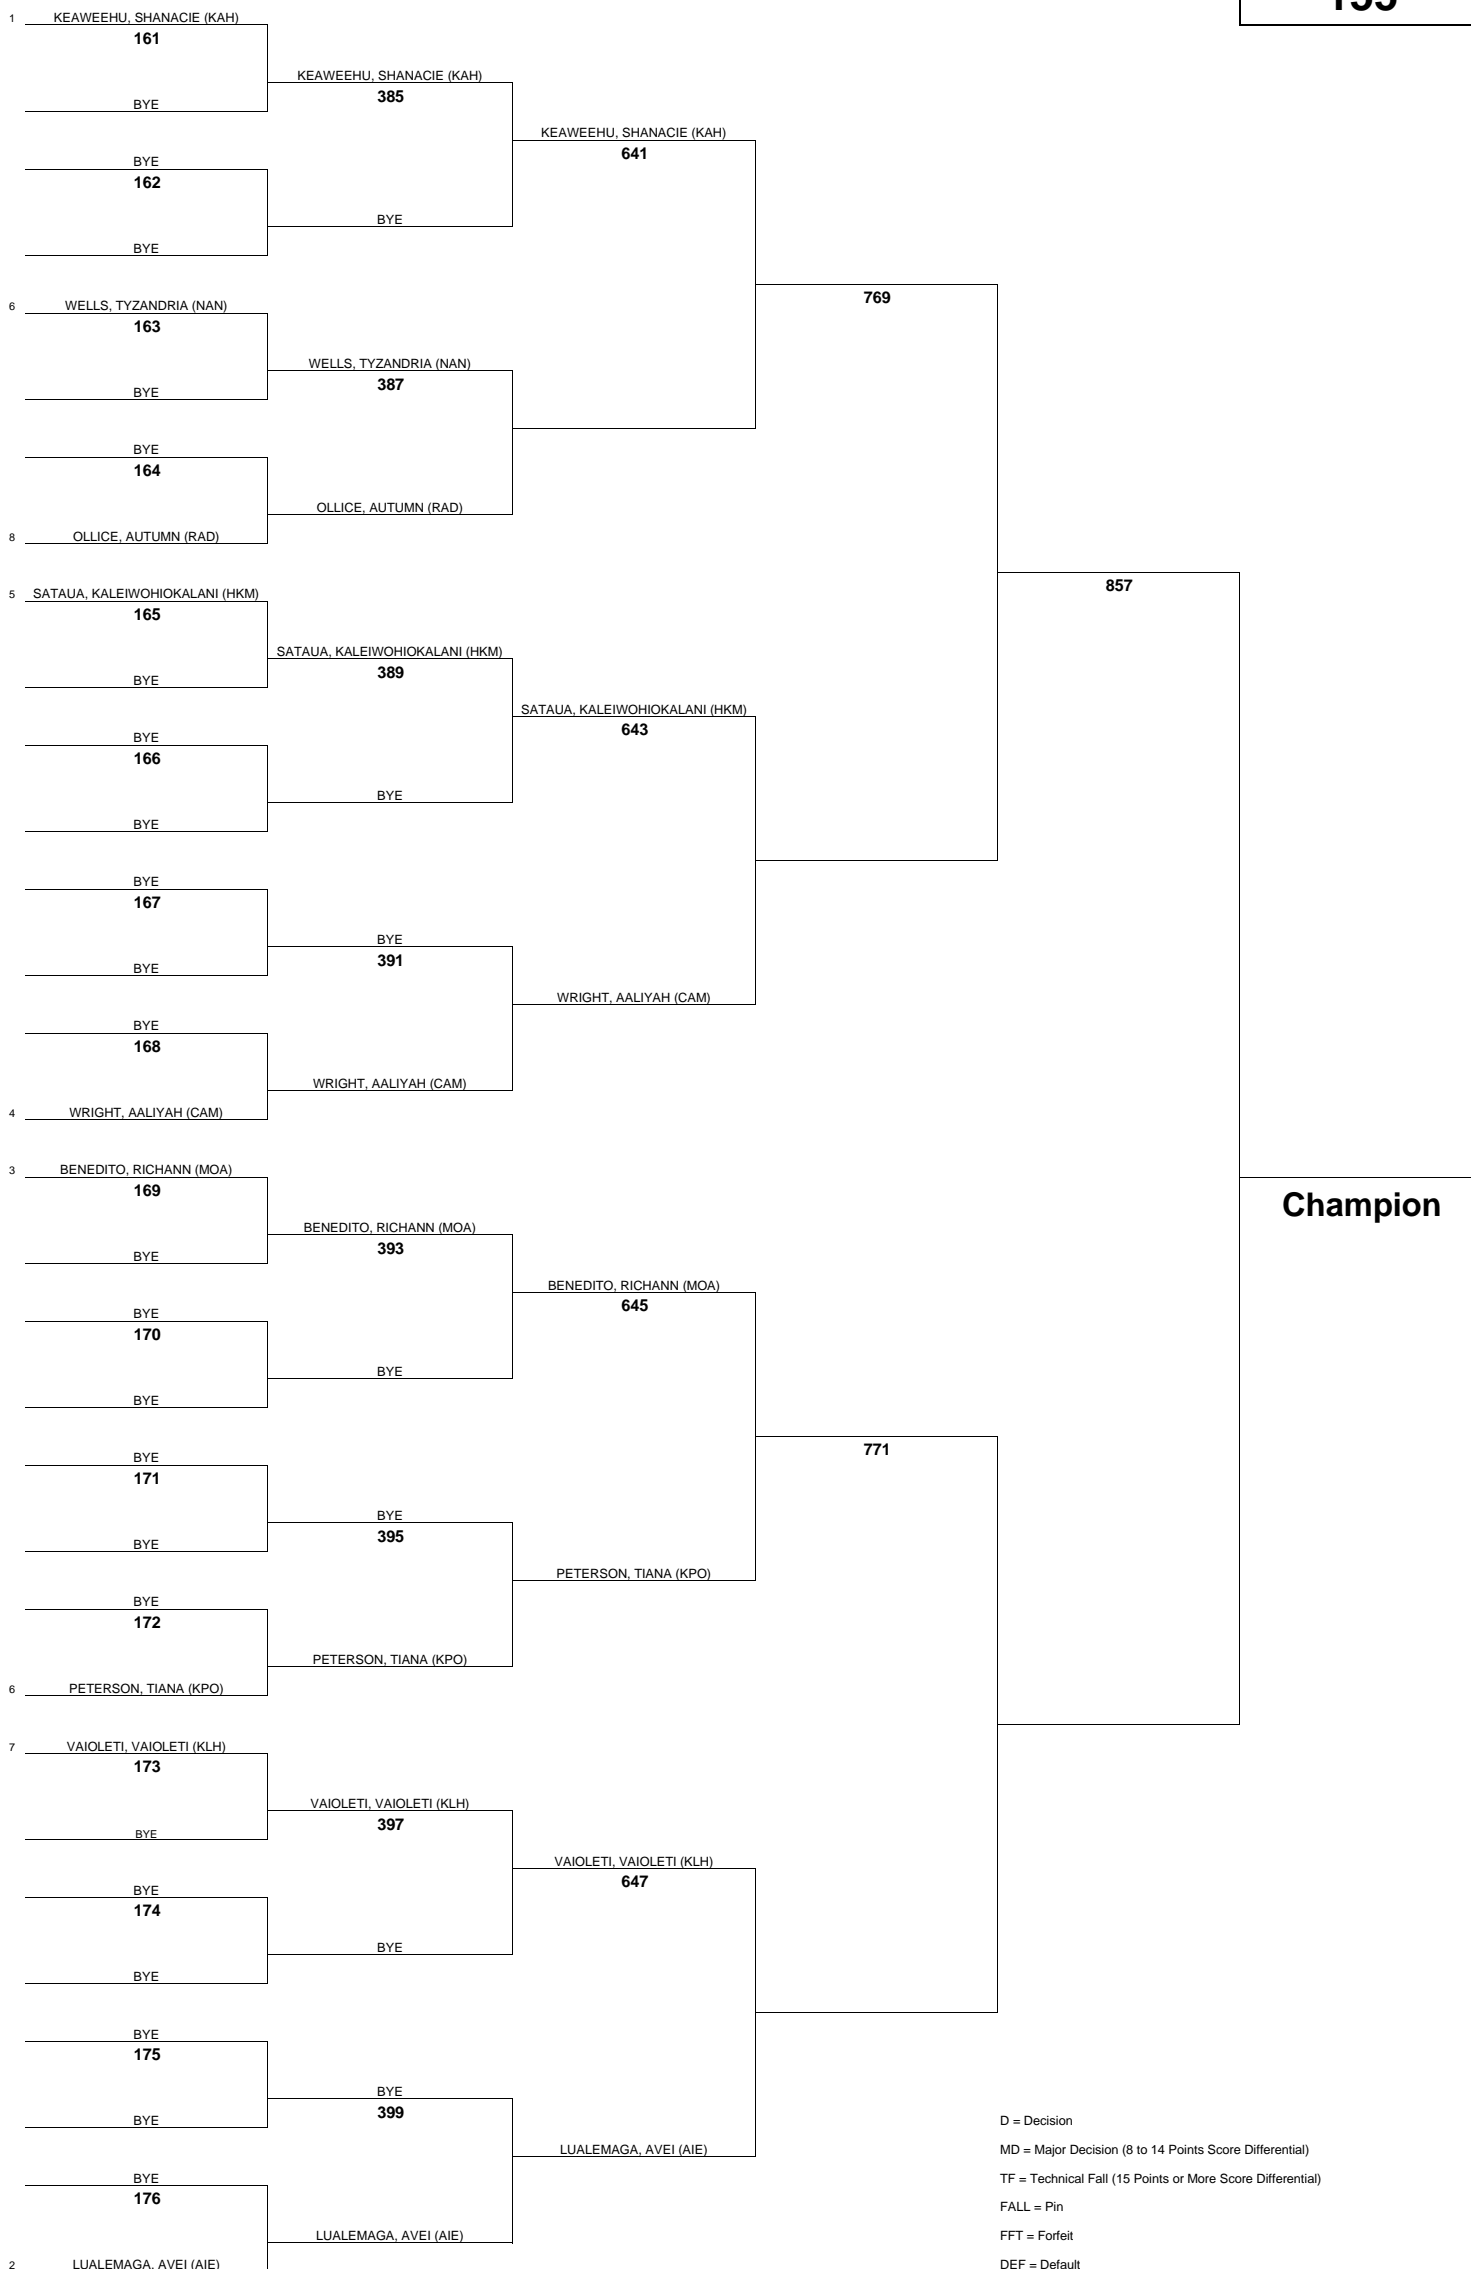 1 KEAWEEHU, SHANACIE (KAH)
161
KEAWEEHU, SHANACIE (KAH)
385
BYE
KEAWEEHU, SHANACIE (KAH)
641
BYE
162
BYE
BYE
6 WELLS, TYZANDRIA (NAN)
163
769
WELLS, TYZANDRIA (NAN)
387
BYE
BYE
164
OLLICE, AUTUMN (RAD)
8 OLLICE, AUTUMN (RAD)
857
5 SATAUA, KALEIWOHIOKALANI (HKM)
165
SATAUA, KALEIWOHIOKALANI (HKM)
389
BYE
SATAUA, KALEIWOHIOKALANI (HKM)
643
BYE
166
BYE
BYE
BYE
167
BYE
391
BYE
WRIGHT, AALIYAH (CAM)
BYE
168
WRIGHT, AALIYAH (CAM)
4 WRIGHT, AALIYAH (CAM)
3 BENEDITO, RICHANN (MOA)
169
Champion
BENEDITO, RICHANN (MOA)
393
BYE
BENEDITO, RICHANN (MOA)
645
BYE
170
BYE
BYE
771
BYE
171
BYE
395
BYE
PETERSON, TIANA (KPO)
BYE
172
PETERSON, TIANA (KPO)
6 PETERSON, TIANA (KPO)
7 VAIOLETI, VAIOLETI (KLH)
173
VAIOLETI, VAIOLETI (KLH)
397
BYE
VAIOLETI, VAIOLETI (KLH)
647
BYE
174
BYE
BYE
BYE
175
BYE
399
BYE
LUALEMAGA, AVEI (AIE)
BYE
176
LUALEMAGA, AVEI (AIE)
2 LUALEMAGA, AVEI (AIE)
D = Decision
MD = Major Decision (8 to 14 Points Score Differential)
TF = Technical Fall (15 Points or More Score Differential)
FALL = Pin
FFT = Forfeit
DEF = Default